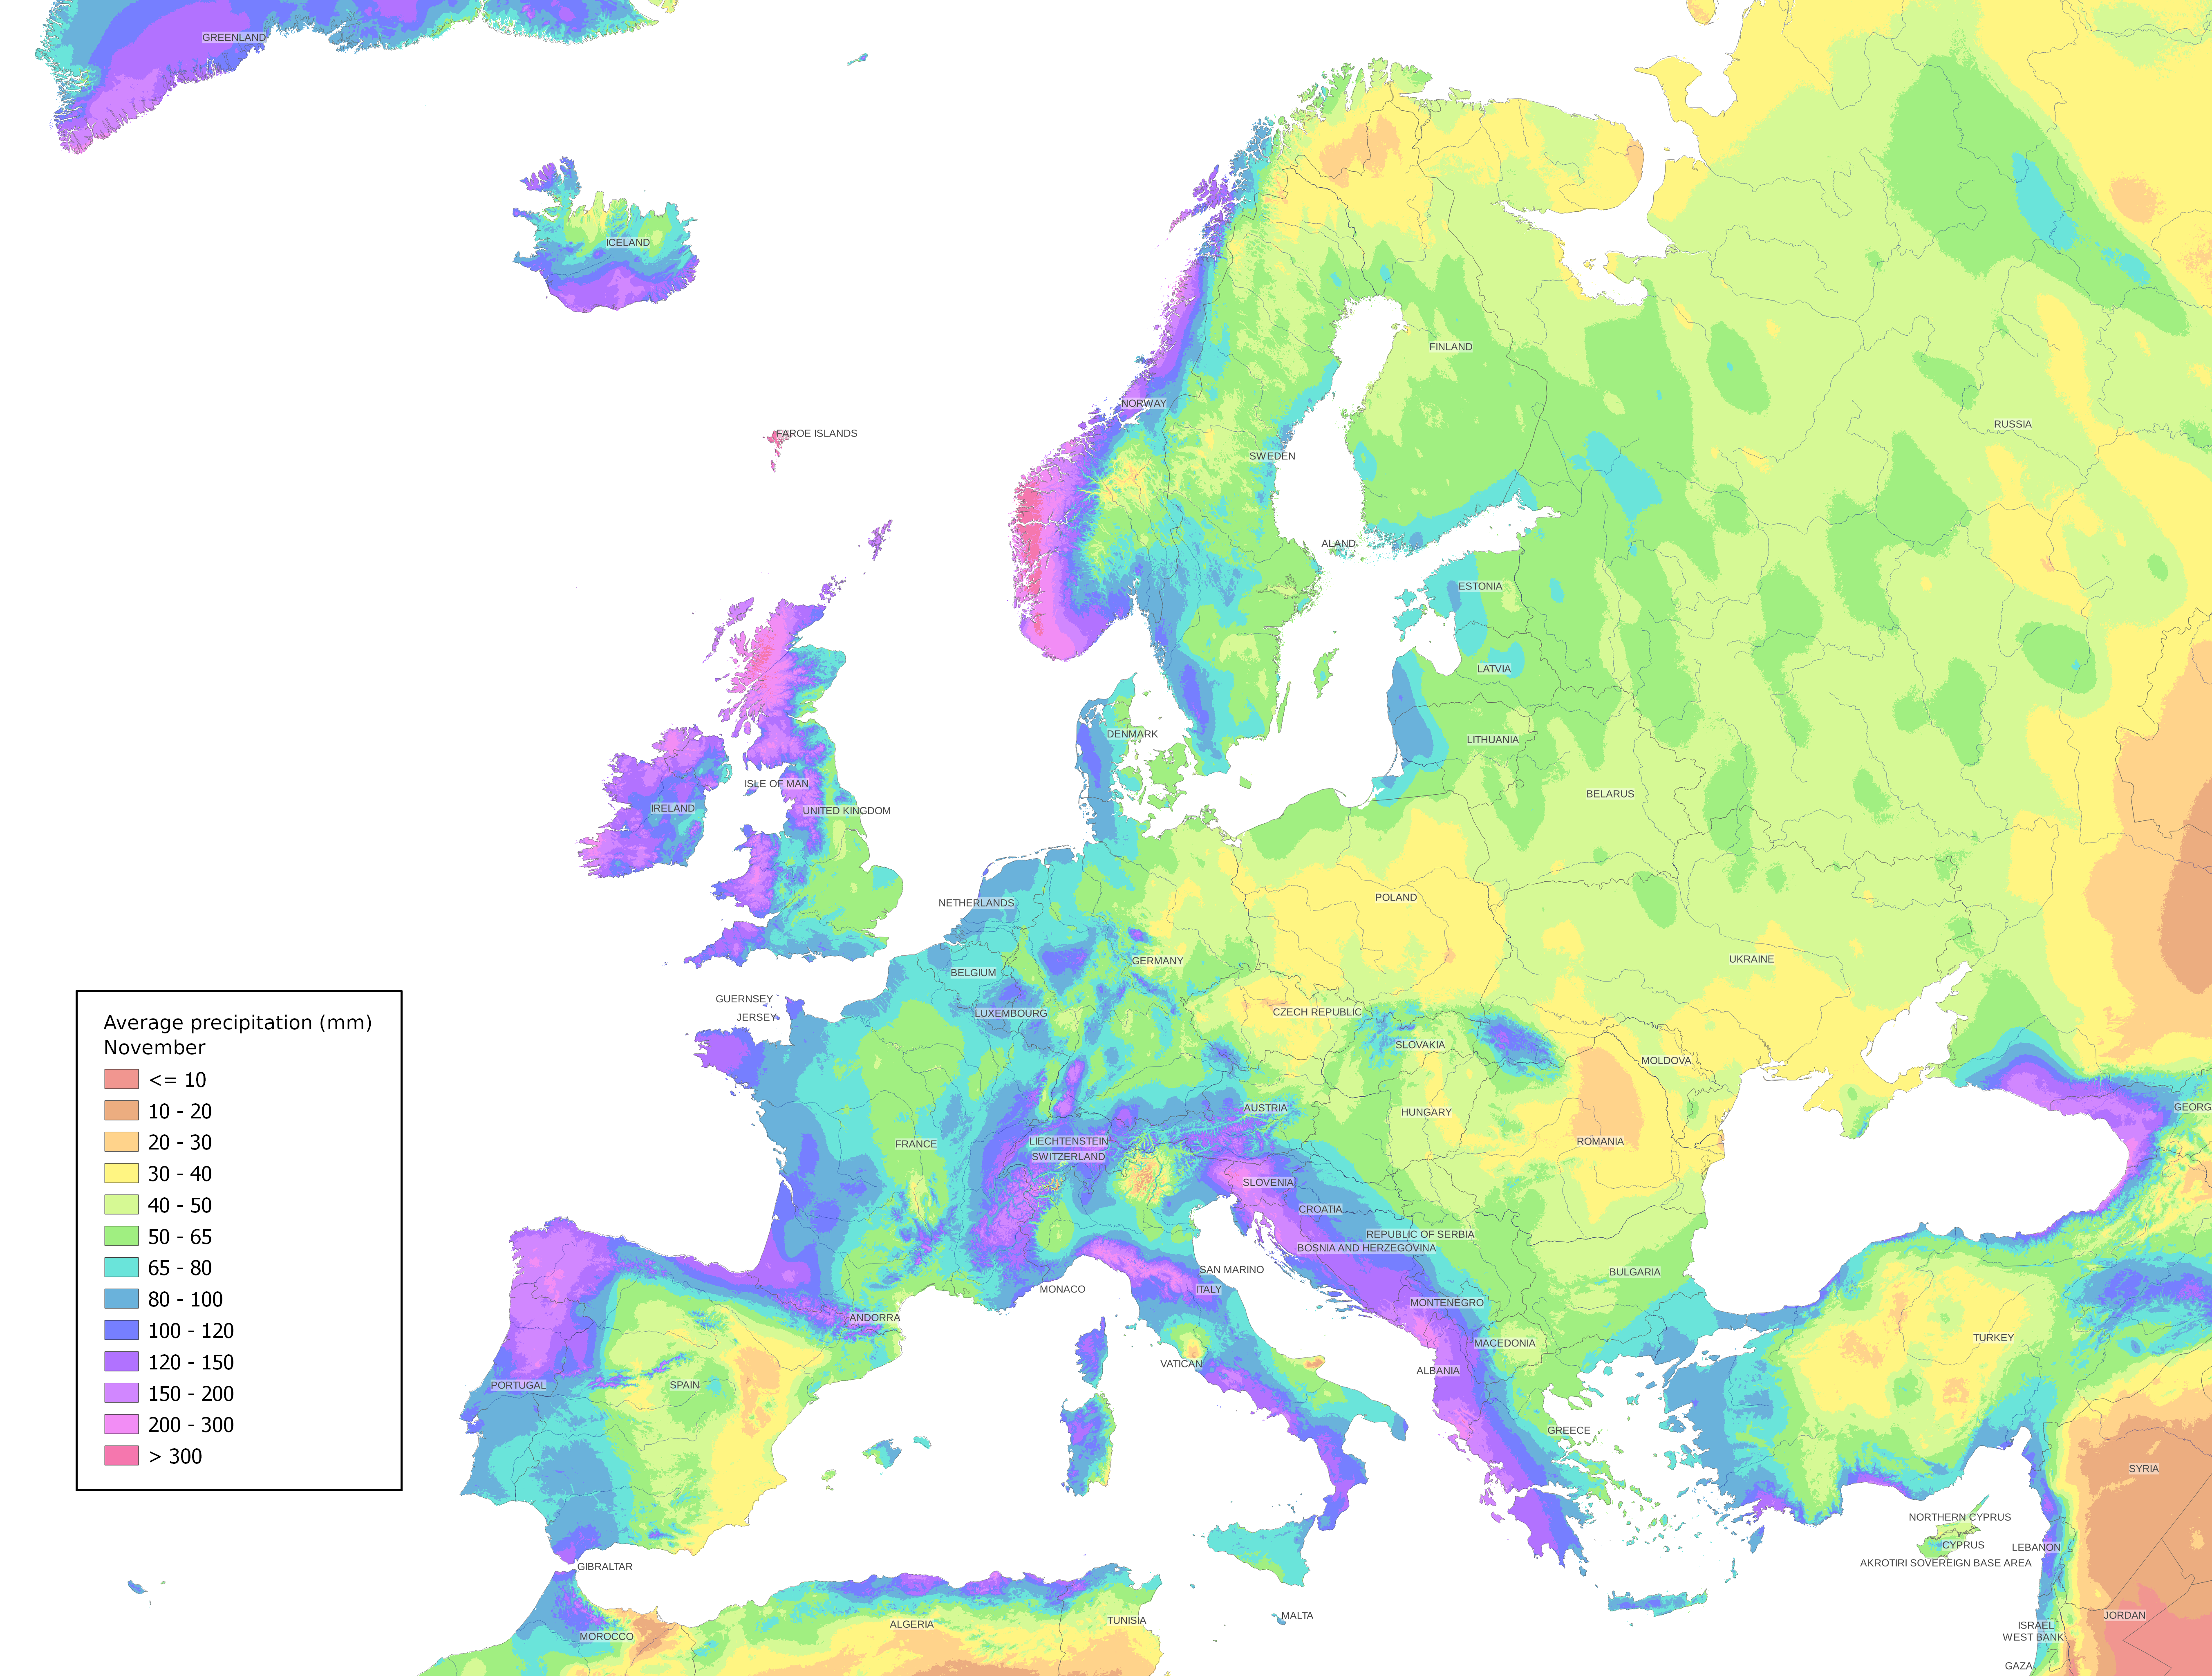 GREENLAND
ICELAND
FINLAND
NORWAY
RUSSIA
FAROE ISLANDS
SWEDEN
ALAND
ESTONIA
LATVIA
DENMARK
LITHUANIA
ISLE OF MAN
BELARUS
IRELAND
UNITED KINGDOM
POLAND
NETHERLANDS
GERMANY
UKRAINE
BELGIUM
GUERNSEY
LUXEMBOURG
CZECH REPUBLIC
JERSEY
SLOVAKIA
MOLDOVA
AUSTRIA
GEORG
HUNGARY
FRANCE
LIECHTENSTEIN
ROMANIA
SWITZERLAND
SLOVENIA
CROATIA
REPUBLIC OF SERBIA
BOSNIA AND HERZEGOVINA
SAN MARINO
BULGARIA
MONACO
ITALY
MONTENEGRO
ANDORRA
MACEDONIA
TURKEY
VATICAN
ALBANIA
PORTUGAL
SPAIN
GREECE
SYRIA
NORTHERN CYPRUS
CYPRUS
LEBANON
AKROTIRI SOVEREIGN BASE AREA
GIBRALTAR
MALTA
JORDAN
ALGERIA
TUNISIA
ISRAEL
MOROCCO
WEST BANK
GAZA
Average precipitation (mm)
November
<= 10
10 - 20
20 - 30
30 - 40
40 - 50
50 - 65
65 - 80
80 - 100
100 - 120
120 - 150
150 - 200
200 - 300
> 300